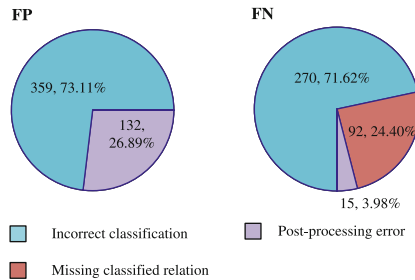 FP
FN
359, 73.11%
132,
26.89%
270, 71.62%
92, 24.40%
15, 3.98%
Incorrect classification
Post-processing error
Missing classified relation